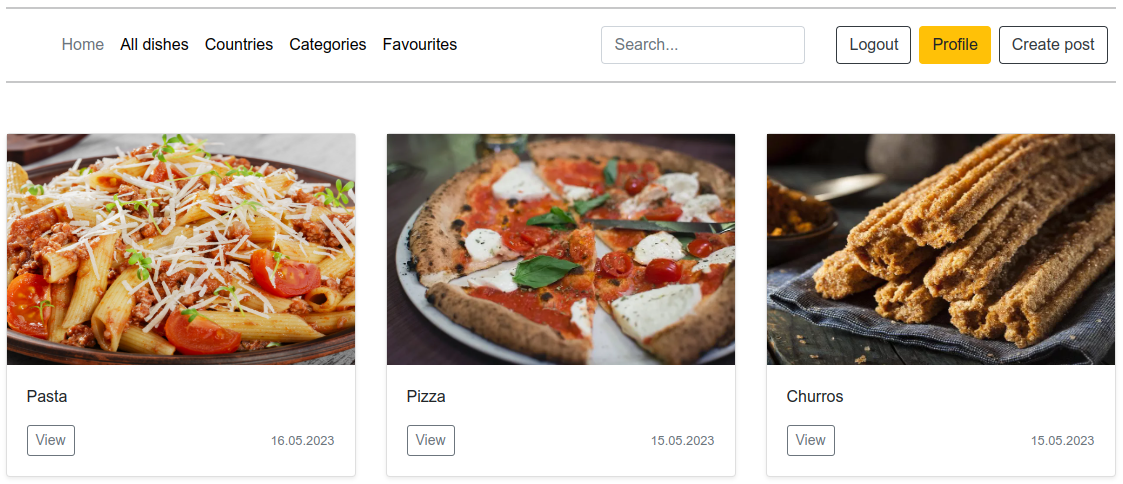 Home All dishes Countries Categories Favourites Search... Logout Profile Create post
Pasta
View 16.05.2023
Pizza
View 15.05.2023
Churros
View 15.05.2023